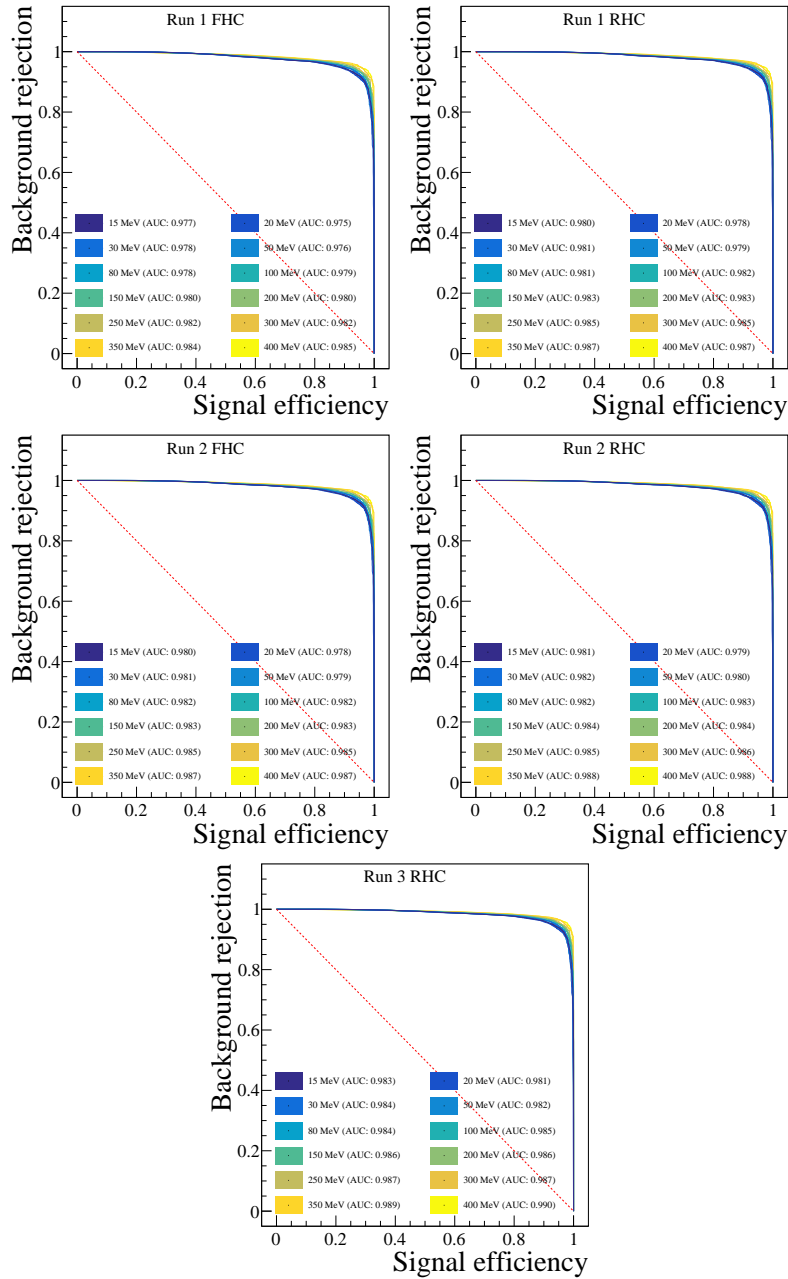 Run 1 FHC
Background rejection
1
0.8
0.6
0.4
0.2
0
15 MeV (AUC: 0.977)
20 MeV (AUC: 0.975)
30 MeV (AUC: 0.978)
50 MeV (AUC: 0.976)
80 MeV (AUC: 0.978)
100 MeV (AUC: 0.979)
150 MeV (AUC: 0.980)
200 MeV (AUC: 0.980)
250 MeV (AUC: 0.982)
300 MeV (AUC: 0.982)
350 MeV (AUC: 0.984)
400 MeV (AUC: 0.985)
0 0.2 0.4 0.6 0.8 1
Signal efficiency
Run 1 RHC
Background rejection
1
0.8
0.6
0.4
0.2
0
15 MeV (AUC: 0.980)
20 MeV (AUC: 0.978)
30 MeV (AUC: 0.981)
50 MeV (AUC: 0.979)
80 MeV (AUC: 0.981)
100 MeV (AUC: 0.982)
150 MeV (AUC: 0.983)
200 MeV (AUC: 0.983)
250 MeV (AUC: 0.985)
300 MeV (AUC: 0.985)
350 MeV (AUC: 0.987)
400 MeV (AUC: 0.987)
0 0.2 0.4 0.6 0.8 1
Signal efficiency
Run 2 FHC
Background rejection
1
0.8
0.6
0.4
0.2
0
15 MeV (AUC: 0.980)
20 MeV (AUC: 0.978)
30 MeV (AUC: 0.981)
50 MeV (AUC: 0.979)
80 MeV (AUC: 0.982)
100 MeV (AUC: 0.982)
150 MeV (AUC: 0.983)
200 MeV (AUC: 0.983)
250 MeV (AUC: 0.985)
300 MeV (AUC: 0.985)
350 MeV (AUC: 0.987)
400 MeV (AUC: 0.987)
0 0.2 0.4 0.6 0.8 1
Signal efficiency
Run 2 RHC
Background rejection
1
0.8
0.6
0.4
0.2
0
15 MeV (AUC: 0.981)
20 MeV (AUC: 0.979)
30 MeV (AUC: 0.982)
50 MeV (AUC: 0.980)
80 MeV (AUC: 0.982)
100 MeV (AUC: 0.983)
150 MeV (AUC: 0.984)
200 MeV (AUC: 0.984)
250 MeV (AUC: 0.985)
300 MeV (AUC: 0.986)
350 MeV (AUC: 0.988)
400 MeV (AUC: 0.988)
0 0.2 0.4 0.6 0.8 1
Signal efficiency
Run 3 RHC
Background rejection
1
0.8
0.6
0.4
0.2
0
15 MeV (AUC: 0.983)
20 MeV (AUC: 0.981)
30 MeV (AUC: 0.984)
50 MeV (AUC: 0.982)
80 MeV (AUC: 0.984)
100 MeV (AUC: 0.985)
150 MeV (AUC: 0.986)
200 MeV (AUC: 0.986)
250 MeV (AUC: 0.987)
300 MeV (AUC: 0.987)
350 MeV (AUC: 0.989)
400 MeV (AUC: 0.990)
0 0.2 0.4 0.6 0.8 1
Signal efficiency